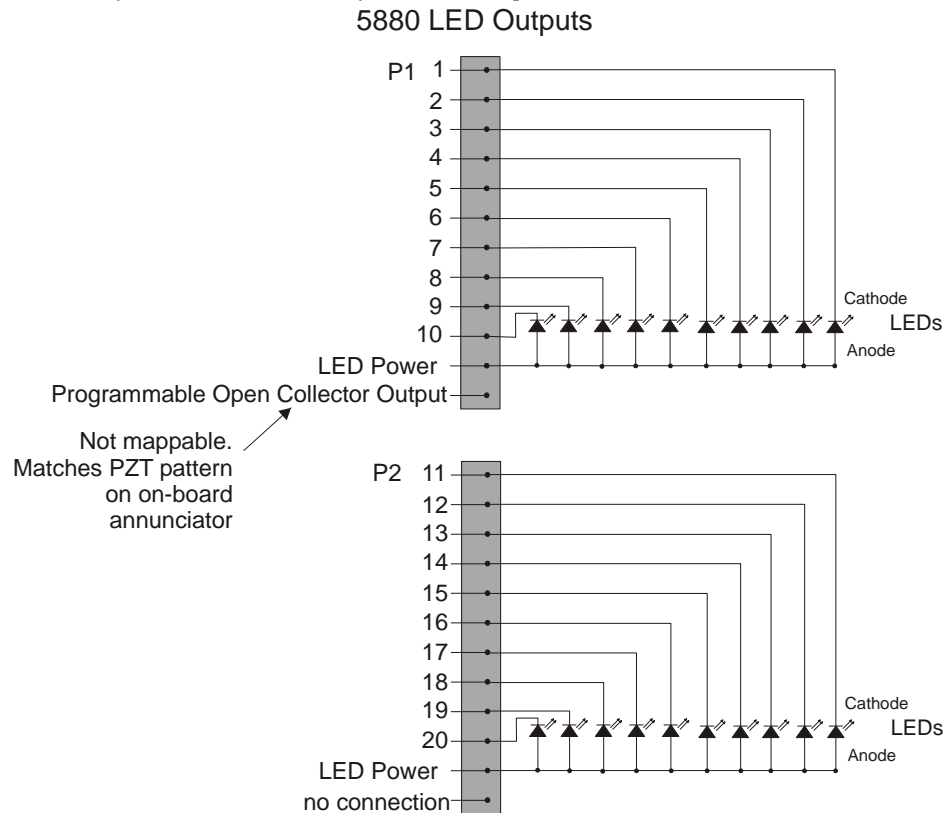 5880 LED Outputs
P1 1
2
3
4
5
6
7
8
9
10
Cathode
LEDs
Anode
LED Power
Programmable Open Collector Output
Not mappable.
Matches PZT pattern
on on-board
annunciator
P2 11
12
13
14
15
16
17
18
19
20
Cathode
LEDs
Anode
LED Power
no connection